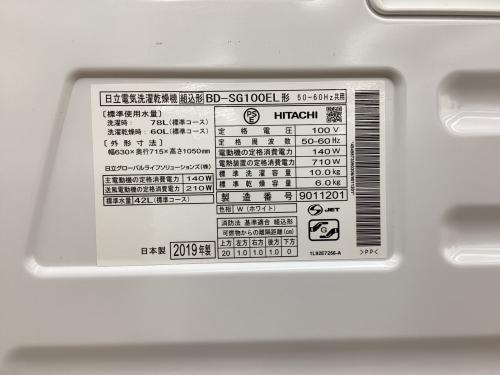 日立電気洗濯乾燥機 組込形 BD-SG100EL形 50-60Hz共用
[標準使用水量]
洗濯時: 78L(標準コース)
洗濯乾燥時: 60L(標準コース)
[外形寸法]
幅630×奥行715×高さ1050mm
日立グローバルライフソリューションズ(株)
主電動機の定格消費電力 140W
送風電動機の定格消費電力 210W
標準水量 42L(標準コース)
日本製 2019年製
PS E HITACHI
定格電圧 100V
定格周波数 50-60Hz
電動機の定格消費電力 140W
電熱装置の定格消費電力 710W
標準洗濯容量 10.0kg
標準乾燥容量 6.0kg
製造番号 9011201
色相 W (ホワイト)
S JET
消防法 基準適合 組込形
可燃物からの離隔距離(cm)
上方 左方 右方 前方 後方 下方
20 1.0 1.0 1.0 1.0 0
G
1L92E7256-A
>PP<